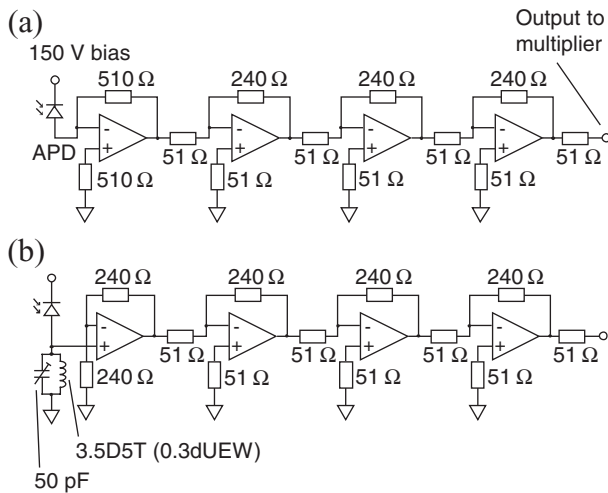 (a)
Output to
multiplier
150 V bias
510 Ω
240 Ω
240 Ω
240 Ω
-
+
-
+
-
+
-
+
APD
51 Ω
51 Ω
51 Ω
51 Ω
510 Ω
51 Ω
51 Ω
51 Ω
(b)
240 Ω
240 Ω
240 Ω
240 Ω
-
+
-
+
-
+
-
+
51 Ω
51 Ω
51 Ω
51 Ω
240 Ω
51 Ω
51 Ω
51 Ω
3.5D5T (0.3dUEW)
50 pF